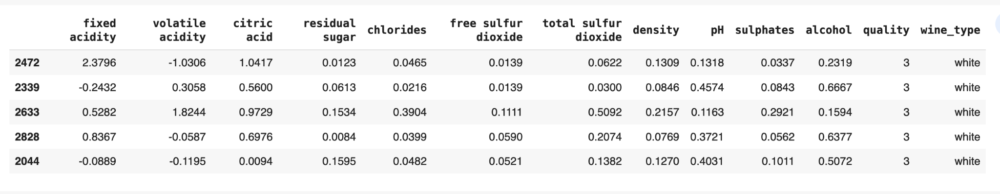 fixed acidity volatile acidity citric acid residual sugar chlorides free sulfur dioxide total sulfur dioxide density pH sulphates alcohol quality wine_type
2472 2.3796 -1.0306 1.0417 0.0123 0.0465 0.0139 0.0622 0.1309 0.1318 0.0337 0.2319 3 white
2339 -0.2432 0.3058 0.5600 0.0613 0.0216 0.0139 0.0300 0.0846 0.4574 0.0843 0.6667 3 white
2633 0.5282 1.8244 0.9729 0.1534 0.3904 0.1111 0.5092 0.2157 0.1163 0.2921 0.1594 3 white
2828 0.8367 -0.0587 0.6976 0.0084 0.0399 0.0590 0.2074 0.0769 0.3721 0.0562 0.6377 3 white
2044 -0.0889 -0.1195 0.0094 0.1595 0.0482 0.0521 0.1382 0.1270 0.4031 0.1011 0.5072 3 white